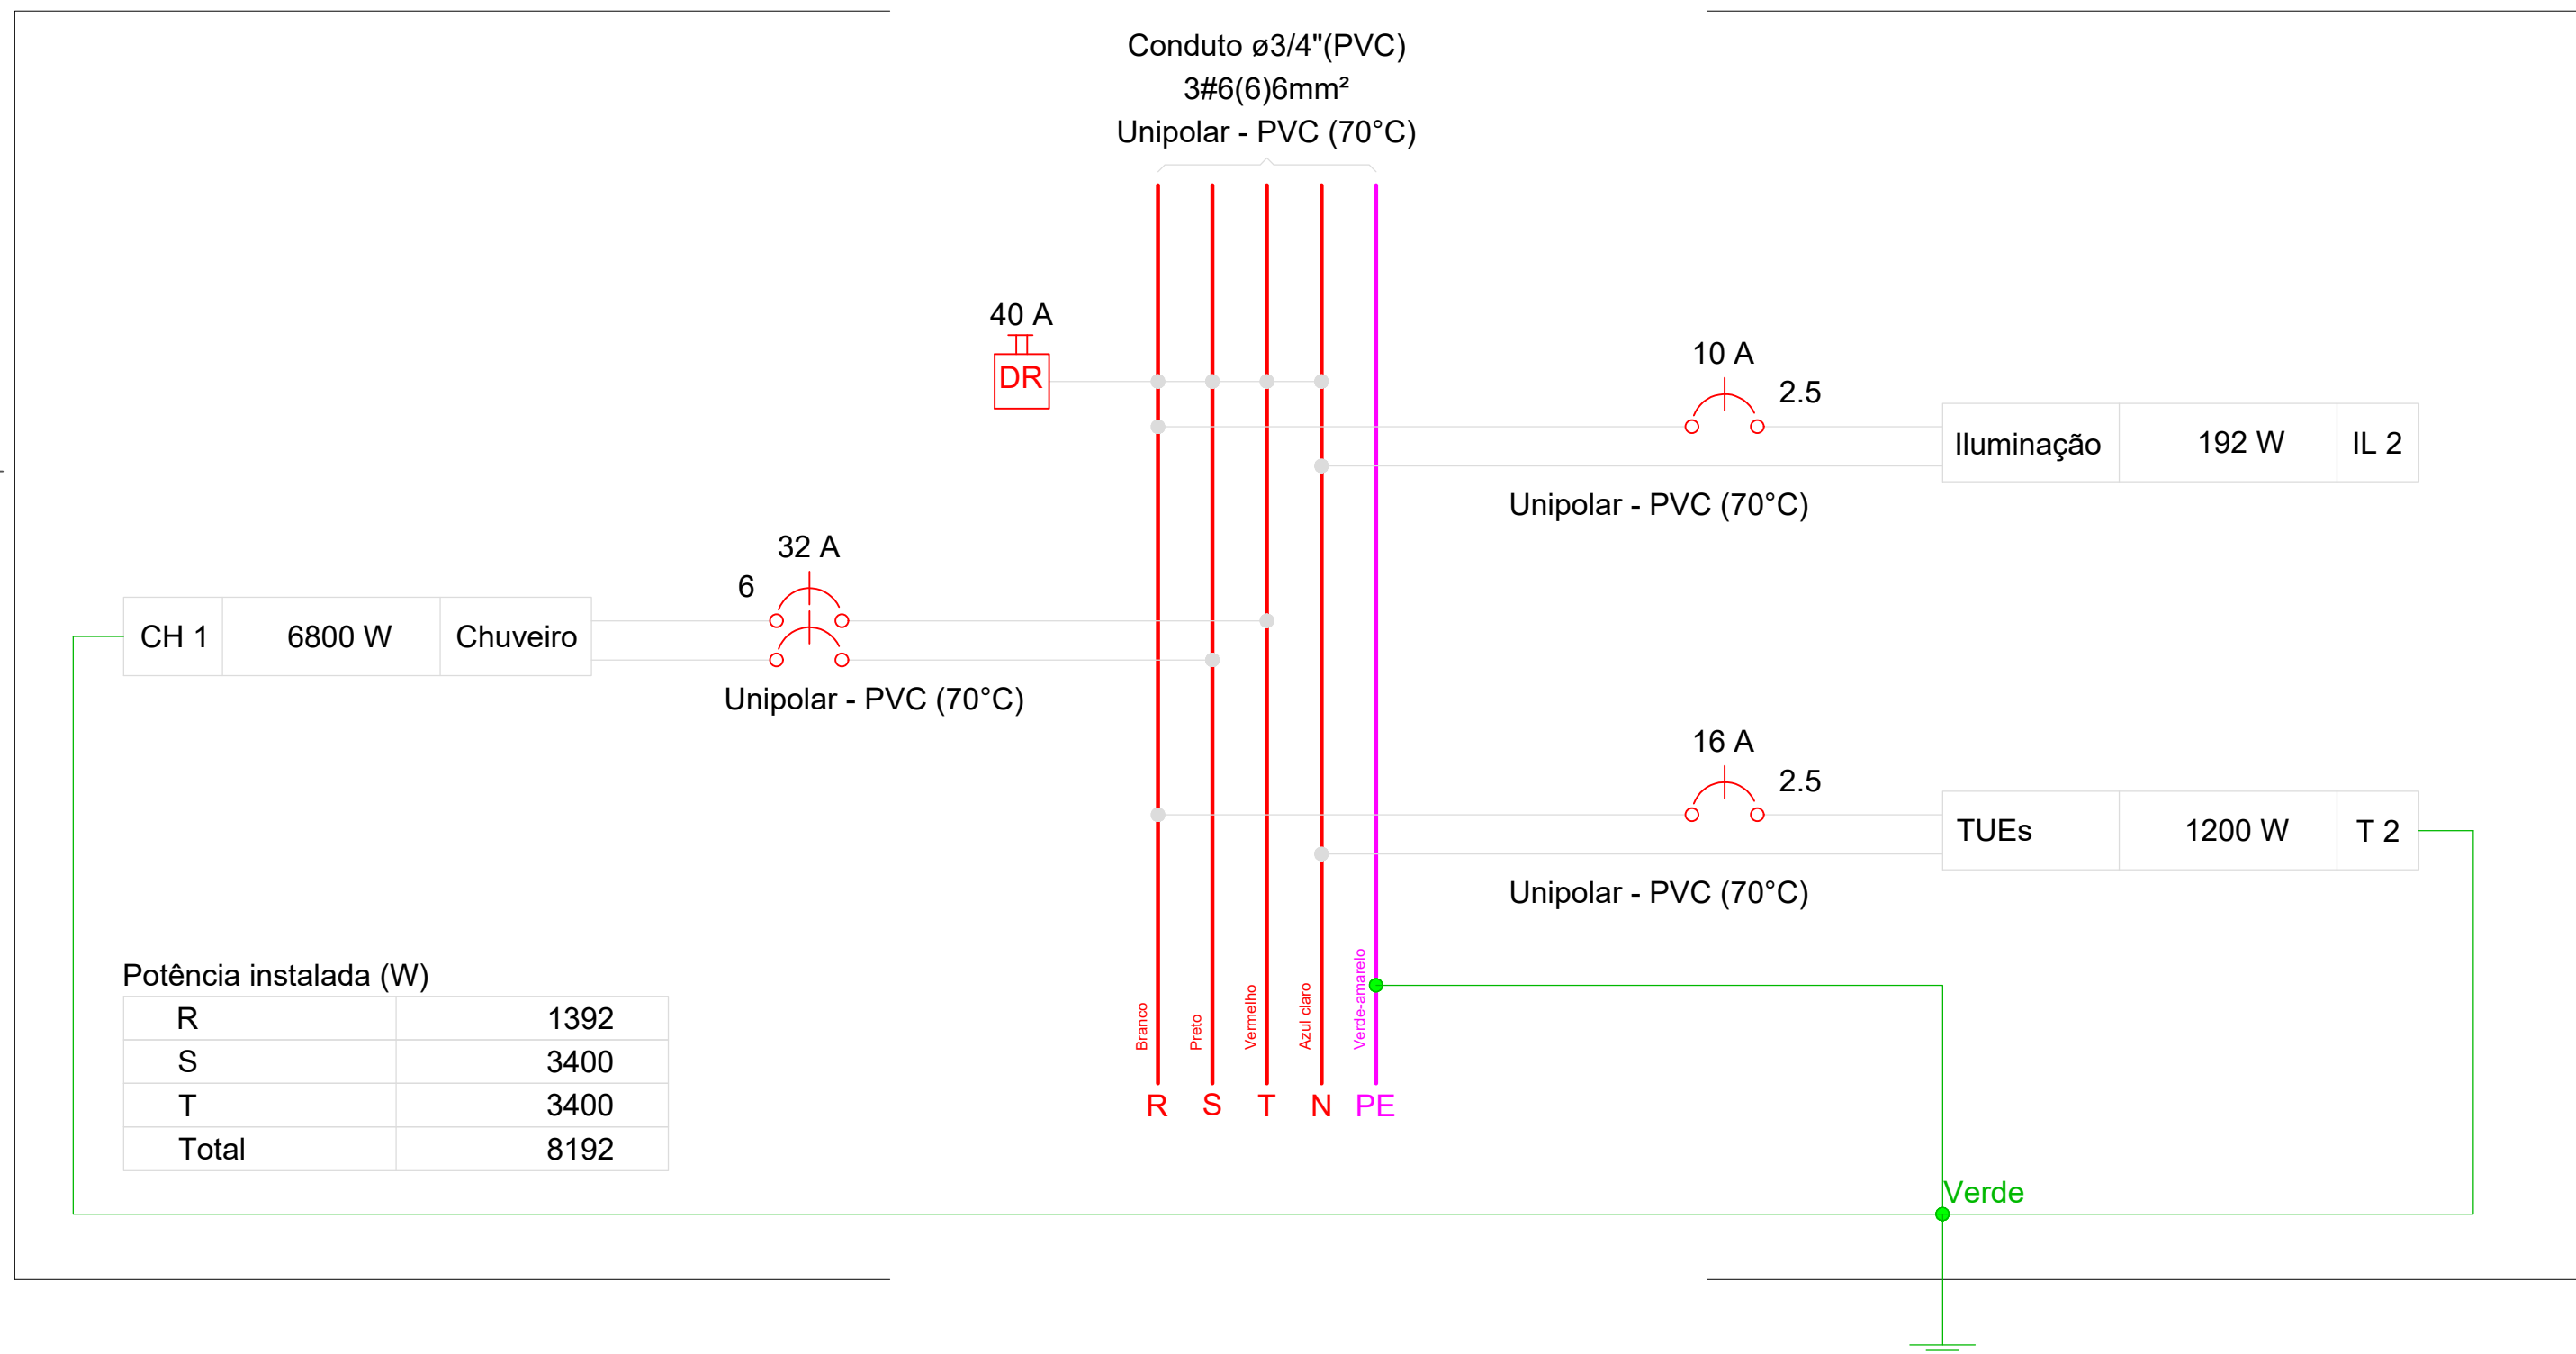 Conduto ø3/4"(PVC)
3#6(6)6mm²
Unipolar - PVC (70°C)
40 A
DR
10 A
2.5
Iluminação 192 W IL 2
Unipolar - PVC (70°C)
32 A
6
CH 1 6800 W Chuveiro
Unipolar - PVC (70°C)
16 A
2.5
TUEs 1200 W T 2
Unipolar - PVC (70°C)
Potência instalada (W)
R 1392
S 3400
T 3400
Total 8192
Branco
Preto
Vermelho
Azul claro
Verde-amarelo
R S T N PE
Verde